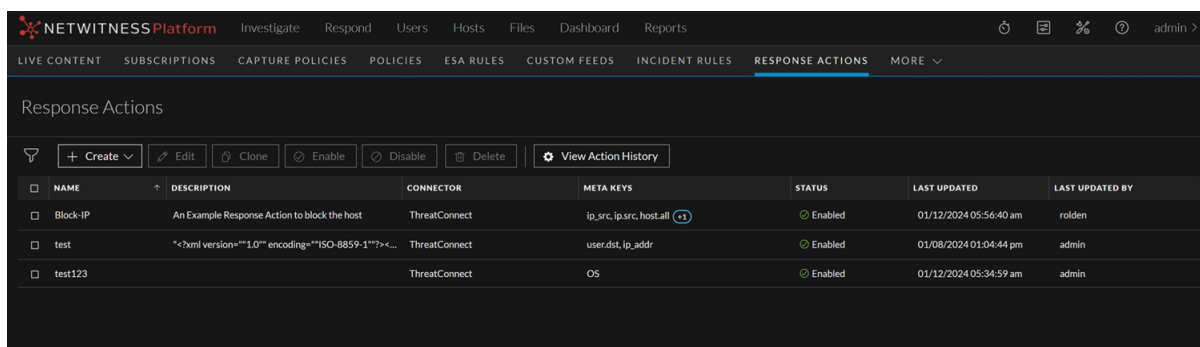 NETWITNESS Platform Investigate Respond Users Hosts Files Dashboard Reports admin >
LIVE CONTENT SUBSCRIPTIONS CAPTURE POLICIES POLICIES ESA RULES CUSTOM FEEDS INCIDENT RULES RESPONSE ACTIONS MORE
Response Actions
+ Create Edit Clone Enable Disable Delete View Action History
NAME ↑ DESCRIPTION CONNECTOR META KEYS STATUS LAST UPDATED LAST UPDATED BY
Block-IP An Example Response Action to block the host ThreatConnect ip_src, ip.src, host.all +1 Enabled 01/12/2024 05:56:40 am rolden
test "<?xml version=""1.0"" encoding=""ISO-8859-1""?><... ThreatConnect user.dst, ip_addr Enabled 01/08/2024 01:04:44 pm admin
test123 ThreatConnect OS Enabled 01/12/2024 05:34:59 am admin